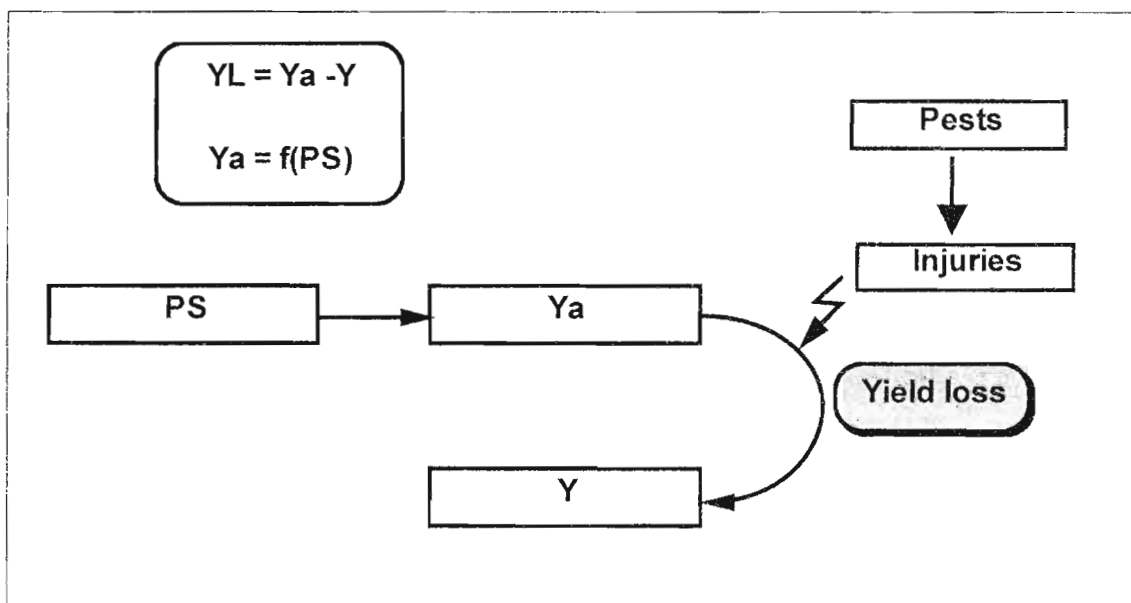 YL = Ya -Y
Ya = f(PS)
Pests
Injuries
PS
Ya
Yield loss
Y